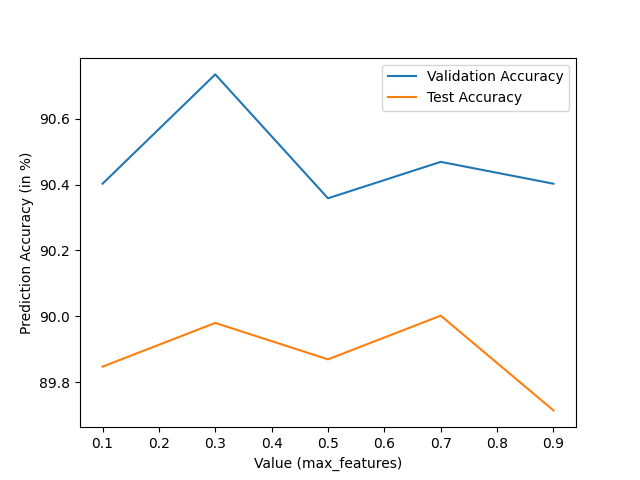 Validation Accuracy
Test Accuracy
90.6
90.4
90.2
90.0
89.8
Prediction Accuracy (in %)
0.1 0.2 0.3 0.4 0.5 0.6 0.7 0.8 0.9
Value (max_features)